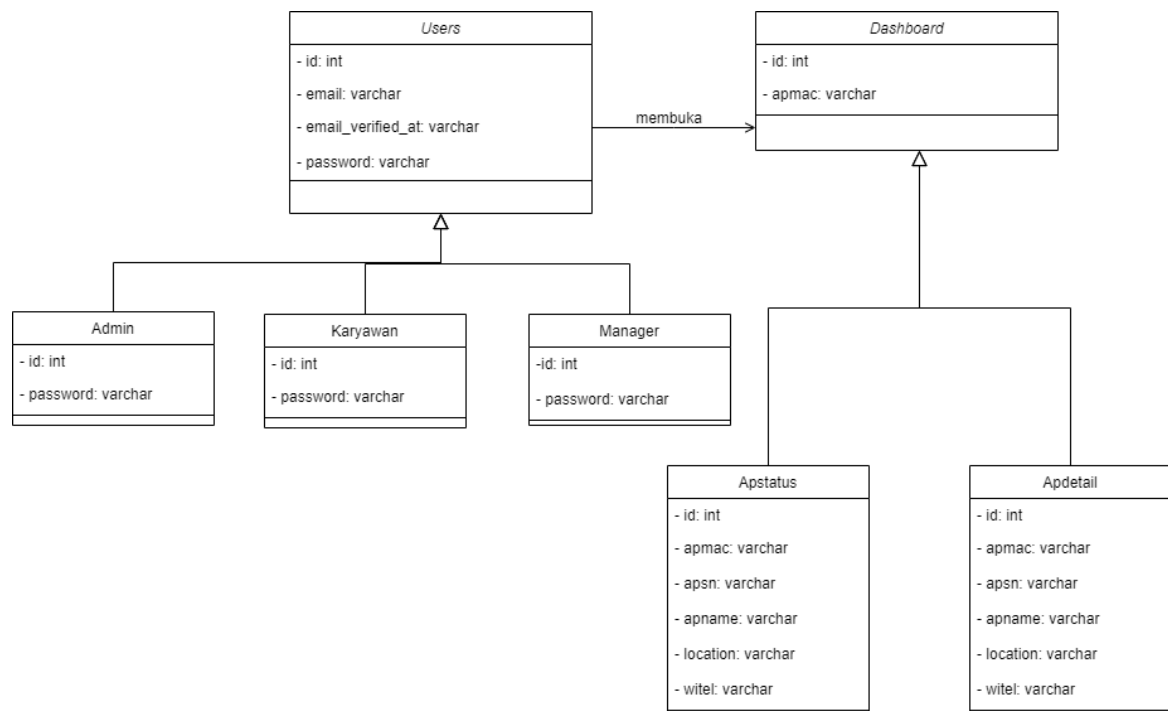 Users
- id: int
- email: varchar
- email_verified_at: varchar
- password: varchar
membuka
Dashboard
- id: int
- apmac: varchar
Admin
- id: int
- password: varchar
Karyawan
- id: int
- password: varchar
Manager
-id: int
- password: varchar
Apstatus
- id: int
- apmac: varchar
- apsn: varchar
- apname: varchar
- location: varchar
- witel: varchar
Apdetail
- id: int
- apmac: varchar
- apsn: varchar
- apname: varchar
- location: varchar
- witel: varchar